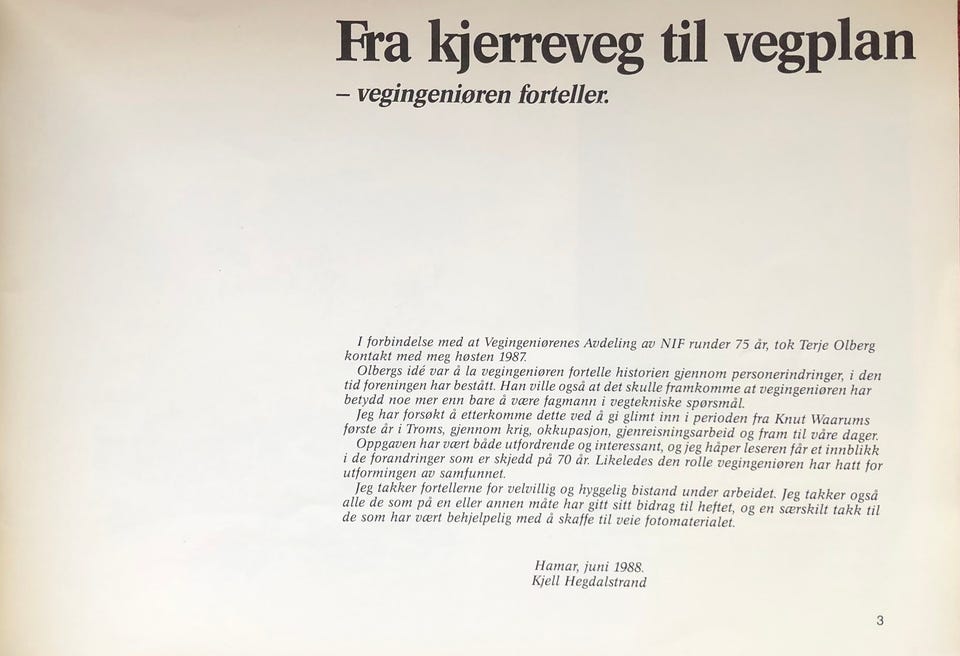 Fra kjerreveg til vegplan
– vegingeniøren forteller.
I forbindelse med at Vegingeniørenes Avdeling av NIF runder 75 år, tok Terje Olberg
kontakt med meg høsten 1987.
Olbergs idé var å la vegingeniøren fortelle historien gjennom personerindringer, i den
tid foreningen har bestått. Han ville også at det skulle framkomme at vegingeniøren har
betydd noe mer enn bare å være fagmann i vegtekniske spørsmål.
Jeg har forsøkt å etterkomme dette ved å gi glimt inn i perioden fra Knut Waarums
første år i Troms, gjennom krig, okkupasjon, gjenreisningsarbeid og fram til våre dager.
Oppgaven har vært både utfordrende og interessant, og jeg håper leseren får et innblikk
i de forandringer som er skjedd på 70 år. Likeledes den rolle vegingeniøren har hatt for
utformingen av samfunnet.
Jeg takker fortellerne for velvillig og hyggelig bistand under arbeidet. Jeg takker også
alle de som på en eller annen måte har gitt sitt bidrag til heftet, og en særskilt takk til
de som har vært behjelpelig med å skaffe til veie fotomaterialet.
Hamar, juni 1988.
Kjell Hegdalstrand
3